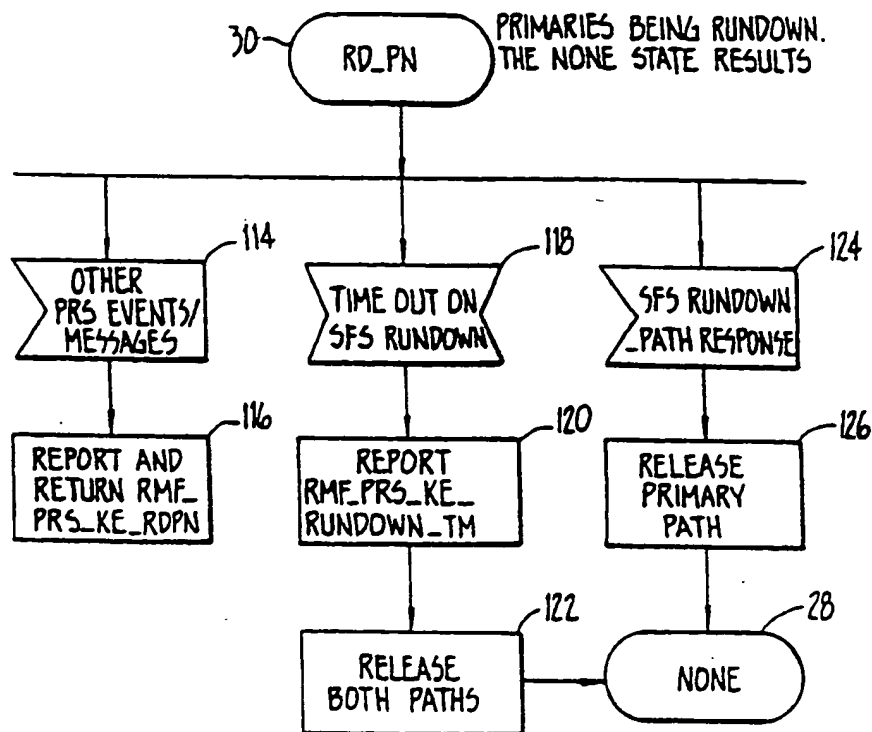 30
RD_PN
PRIMARIES BEING RUNDOWN.
THE NONE STATE RESULTS
114
OTHER
PRS EVENTS/
MESSAGES
118
TIME OUT ON
SFS RUNDOWN
124
SFS RUNDOWN
_PATH RESPONSE
116
REPORT AND
RETURN RMF_
PRS_KE_RDPN
120
REPORT
RMF_PRS_KE_
RUNDOWN_TM
126
RELEASE
PRIMARY
PATH
122
RELEASE
BOTH PATHS
28
NONE